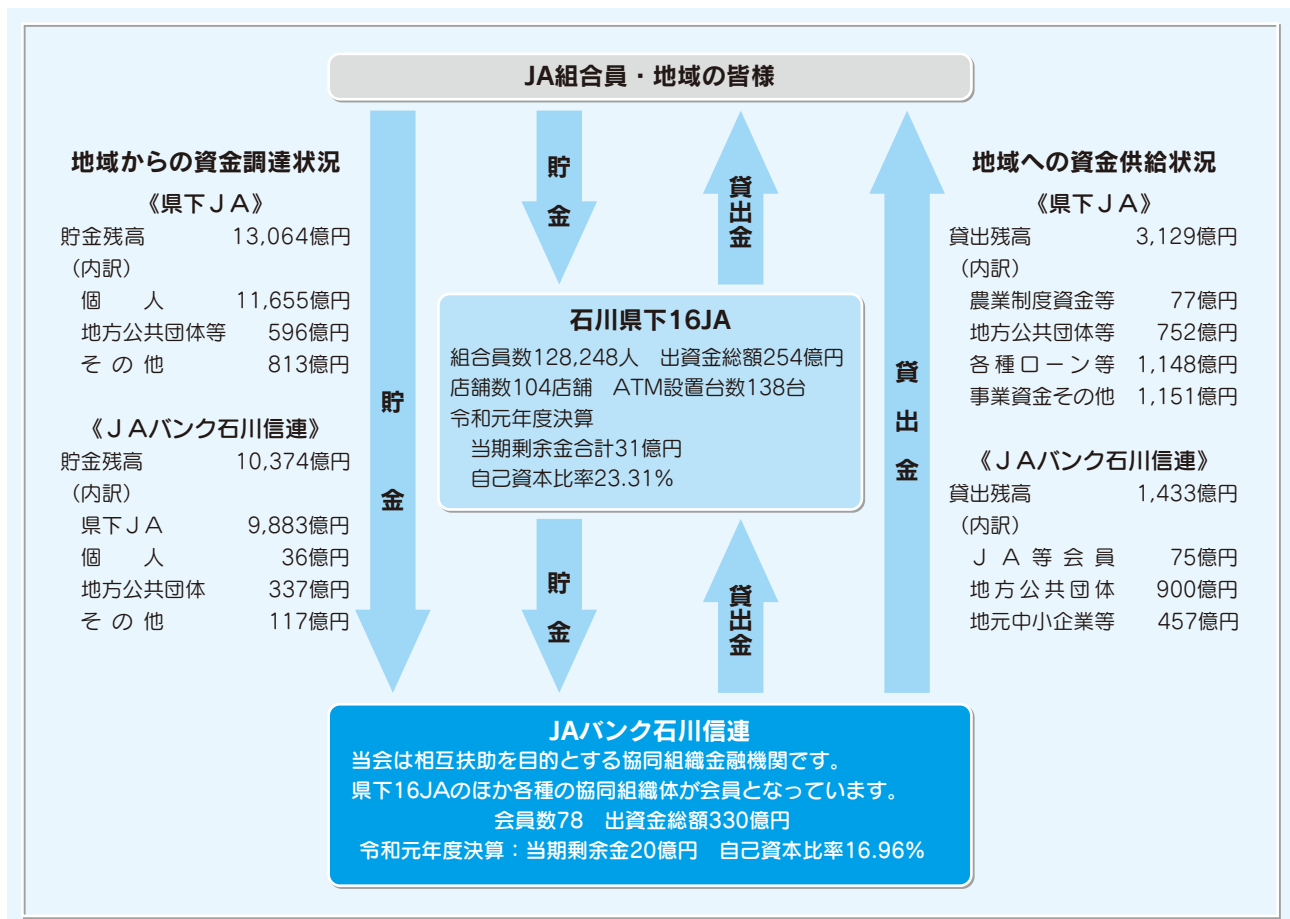 JA組合員・地域の皆様
地域からの資金調達状況
《県下ＪＡ》
貯金残高 13,064億円
（内訳）
個　人 11,655億円
地方公共団体等 596億円
そ の 他 813億円
《ＪＡバンク石川信連》
貯金残高 10,374億円
（内訳）
県下ＪＡ 9,883億円
個　人 36億円
地方公共団体 337億円
そ の 他 117億円
貯金
貯金
貸出金
貸出金
石川県下16JA
組合員数128,248人　出資金総額254億円
店舗数104店舗　ATM設置台数138台
令和元年度決算
当期剰余金合計31億円
自己資本比率23.31%
貯金
貸出金
地域への資金供給状況
《県下ＪＡ》
貸出残高 3,129億円
（内訳）
農業制度資金等 77億円
地方公共団体等 752億円
各種ローン等 1,148億円
事業資金その他 1,151億円
《ＪＡバンク石川信連》
貸出残高 1,433億円
（内訳）
ＪＡ等会員 75億円
地方公共団体 900億円
地元中小企業等 457億円
JAバンク石川信連
当会は相互扶助を目的とする協同組織金融機関です。
県下16JAのほか各種の協同組織体が会員となっています。
会員数78　出資金総額330億円
令和元年度決算：当期剰余金20億円　自己資本比率16.96%